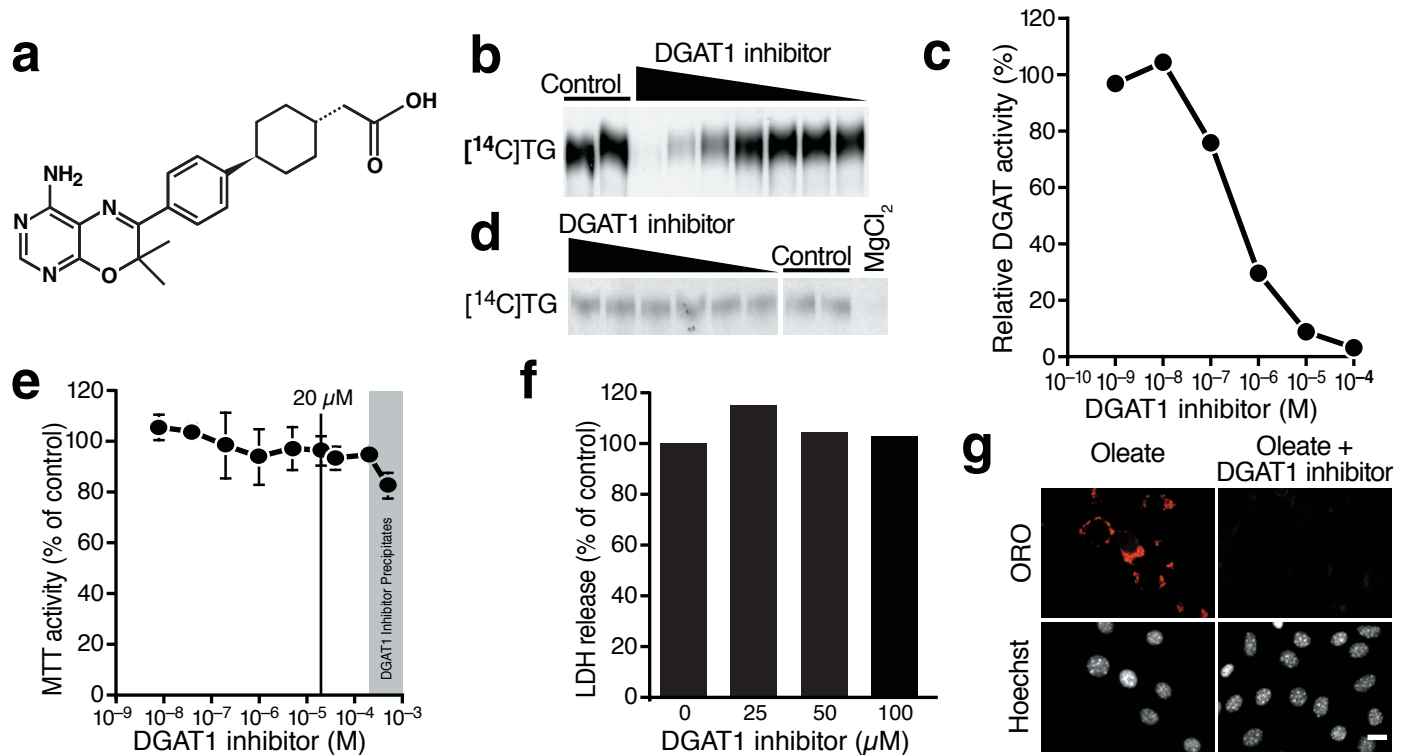 a
OH
O
NH2
N
N
N
O
b
DGAT1 inhibitor
Control
[14C]TG
c
120
100
80
60
40
20
0
Relative DGAT activity (%)
10–10 10–9 10–8 10–7 10–6 10–5 10–4
DGAT1 inhibitor (M)
d
DGAT1 inhibitor
Control
MgCl2
[14C]TG
e
120
100
80
60
40
20
0
MTT activity (% of control)
20 µM
DGAT1 Inhibitor Precipitates
10–9 10–8 10–7 10–6 10–5 10–4 10–3
DGAT1 inhibitor (M)
f
120
100
80
60
40
20
0
LDH release (% of control)
0 25 50 100
DGAT1 inhibitor (µM)
g
Oleate
Oleate +
DGAT1 inhibitor
ORO
Hoechst